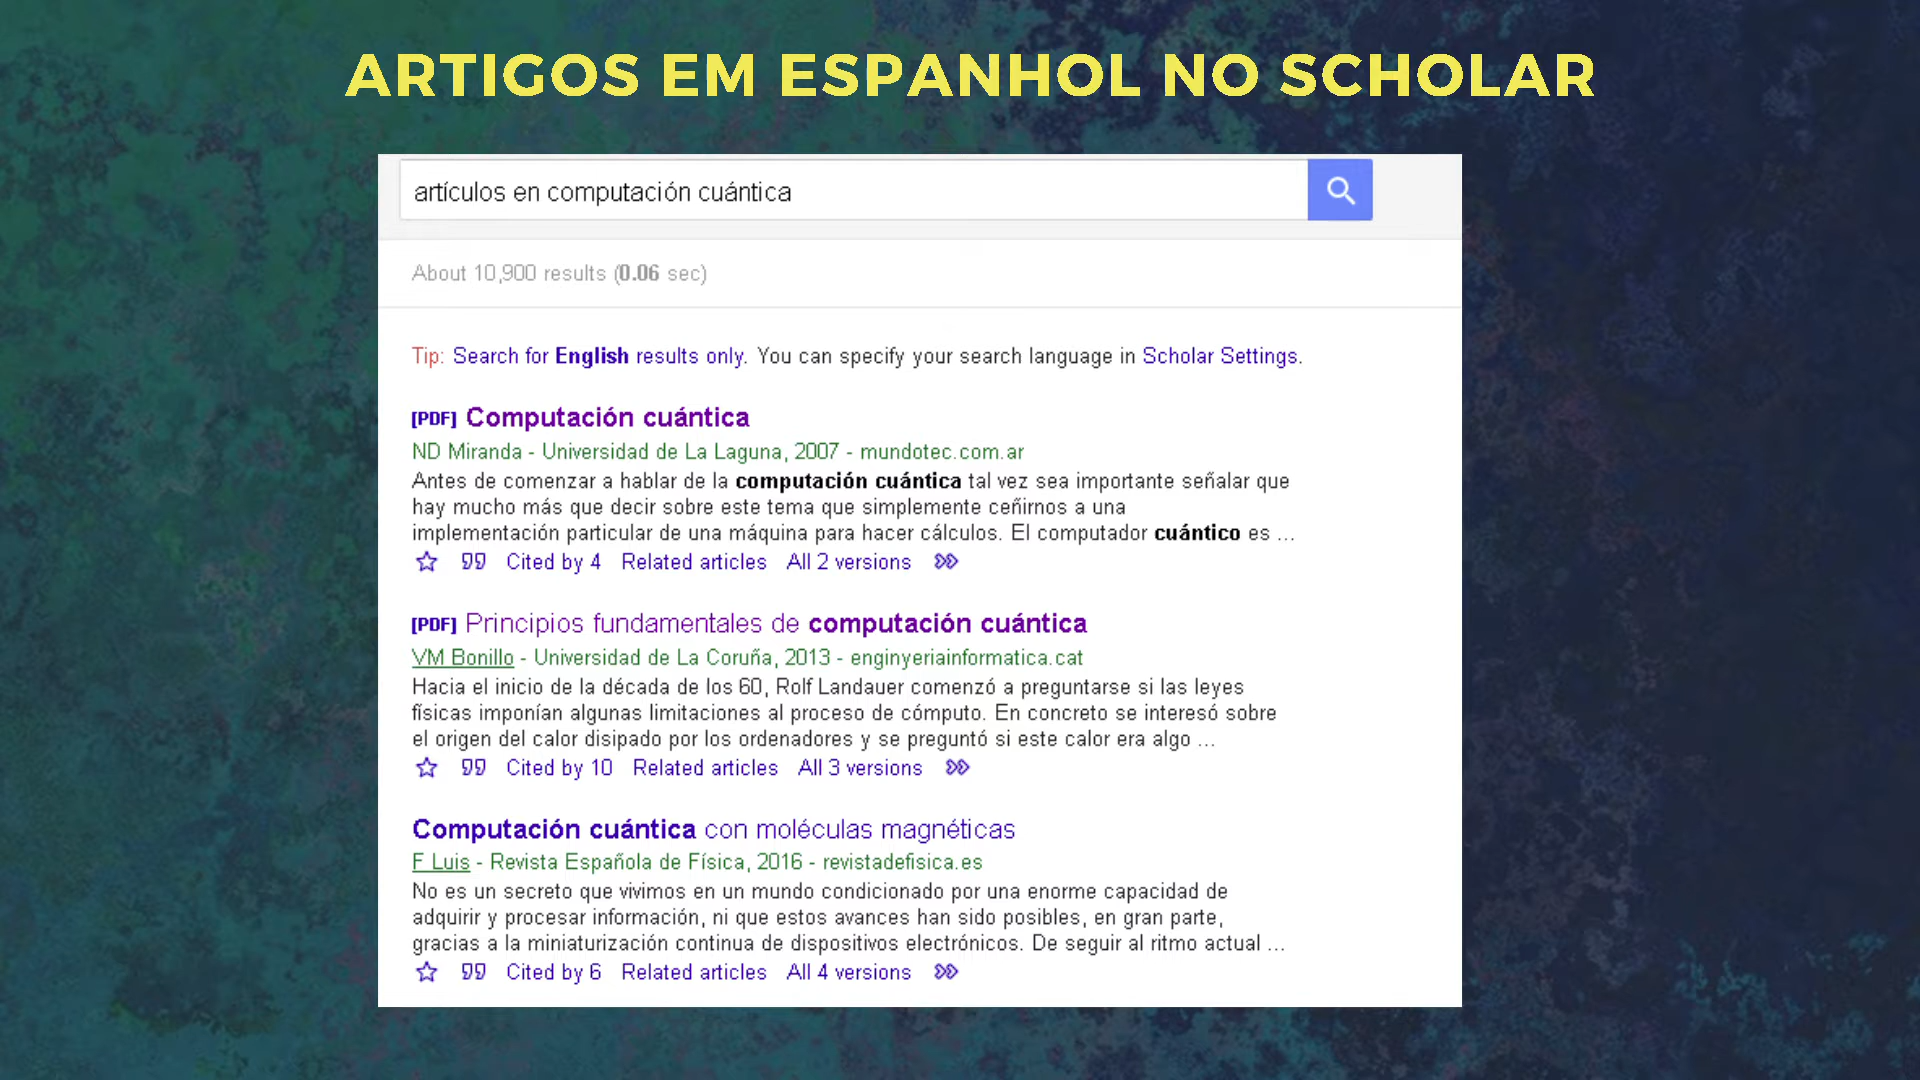 ARTIGOS EM ESPANHOL NO SCHOLAR
artículos en computación cuántica
About 10,900 results (0.06 sec)
Tip: Search for English results only. You can specify your search language in Scholar Settings.
[PDF] Computación cuántica
ND Miranda - Universidad de La Laguna, 2007 - mundotec.com.ar
Antes de comenzar a hablar de la computación cuántica tal vez sea importante señalar que
hay mucho más que decir sobre este tema que simplemente ceñirnos a una
implementación particular de una máquina para hacer cálculos. El computador cuántico es ...
Cited by 4 Related articles All 2 versions
[PDF] Principios fundamentales de computación cuántica
VM Bonillo - Universidad de La Coruña, 2013 - enginyeriainformatica.cat
Hacia el inicio de la década de los 60, Rolf Landauer comenzó a preguntarse si las leyes
físicas imponían algunas limitaciones al proceso de cómputo. En concreto se interesó sobre
el origen del calor disipado por los ordenadores y se preguntó si este calor era algo ...
Cited by 10 Related articles All 3 versions
Computación cuántica con moléculas magnéticas
F Luis - Revista Española de Física, 2016 - revistadefisica.es
No es un secreto que vivimos en un mundo condicionado por una enorme capacidad de
adquirir y procesar información, ni que estos avances han sido posibles, en gran parte,
gracias a la miniaturización continua de dispositivos electrónicos. De seguir al ritmo actual ...
Cited by 6 Related articles All 4 versions